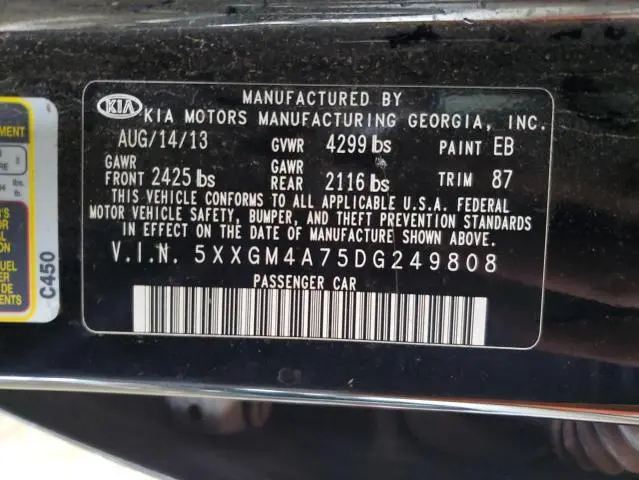 MANUFACTURED BY
KIA KIA MOTORS MANUFACTURING GEORGIA, INC.
AUG/14/13 GVWR 4299 lbs PAINT EB
GAWR FRONT 2425 lbs GAWR REAR 2116 lbs TRIM 87
THIS VEHICLE CONFORMS TO ALL APPLICABLE U.S.A. FEDERAL
MOTOR VEHICLE SAFETY, BUMPER, AND THEFT PREVENTION STANDARDS
IN EFFECT ON THE DATE OF MANUFACTURE SHOWN ABOVE.
V.I.N. 5XXGM4A75DG249808
PASSENGER CAR
C450